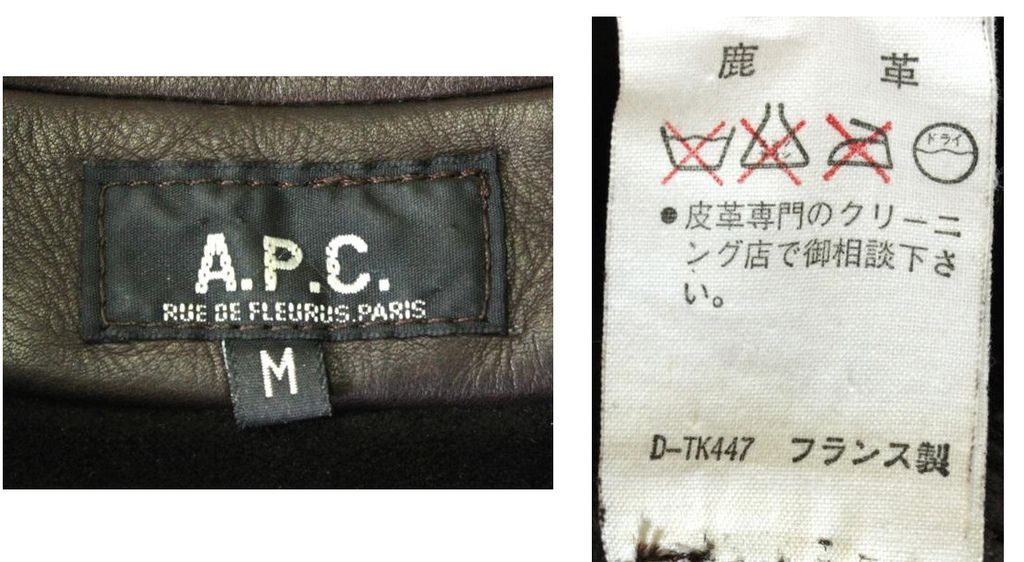 A.P.C.
RUE DE FLEURUS.PARIS
M
鹿 革
ドライ
●皮革専門のクリーニ
ング店で御相談下さ
い。
D-TK447 フランス製